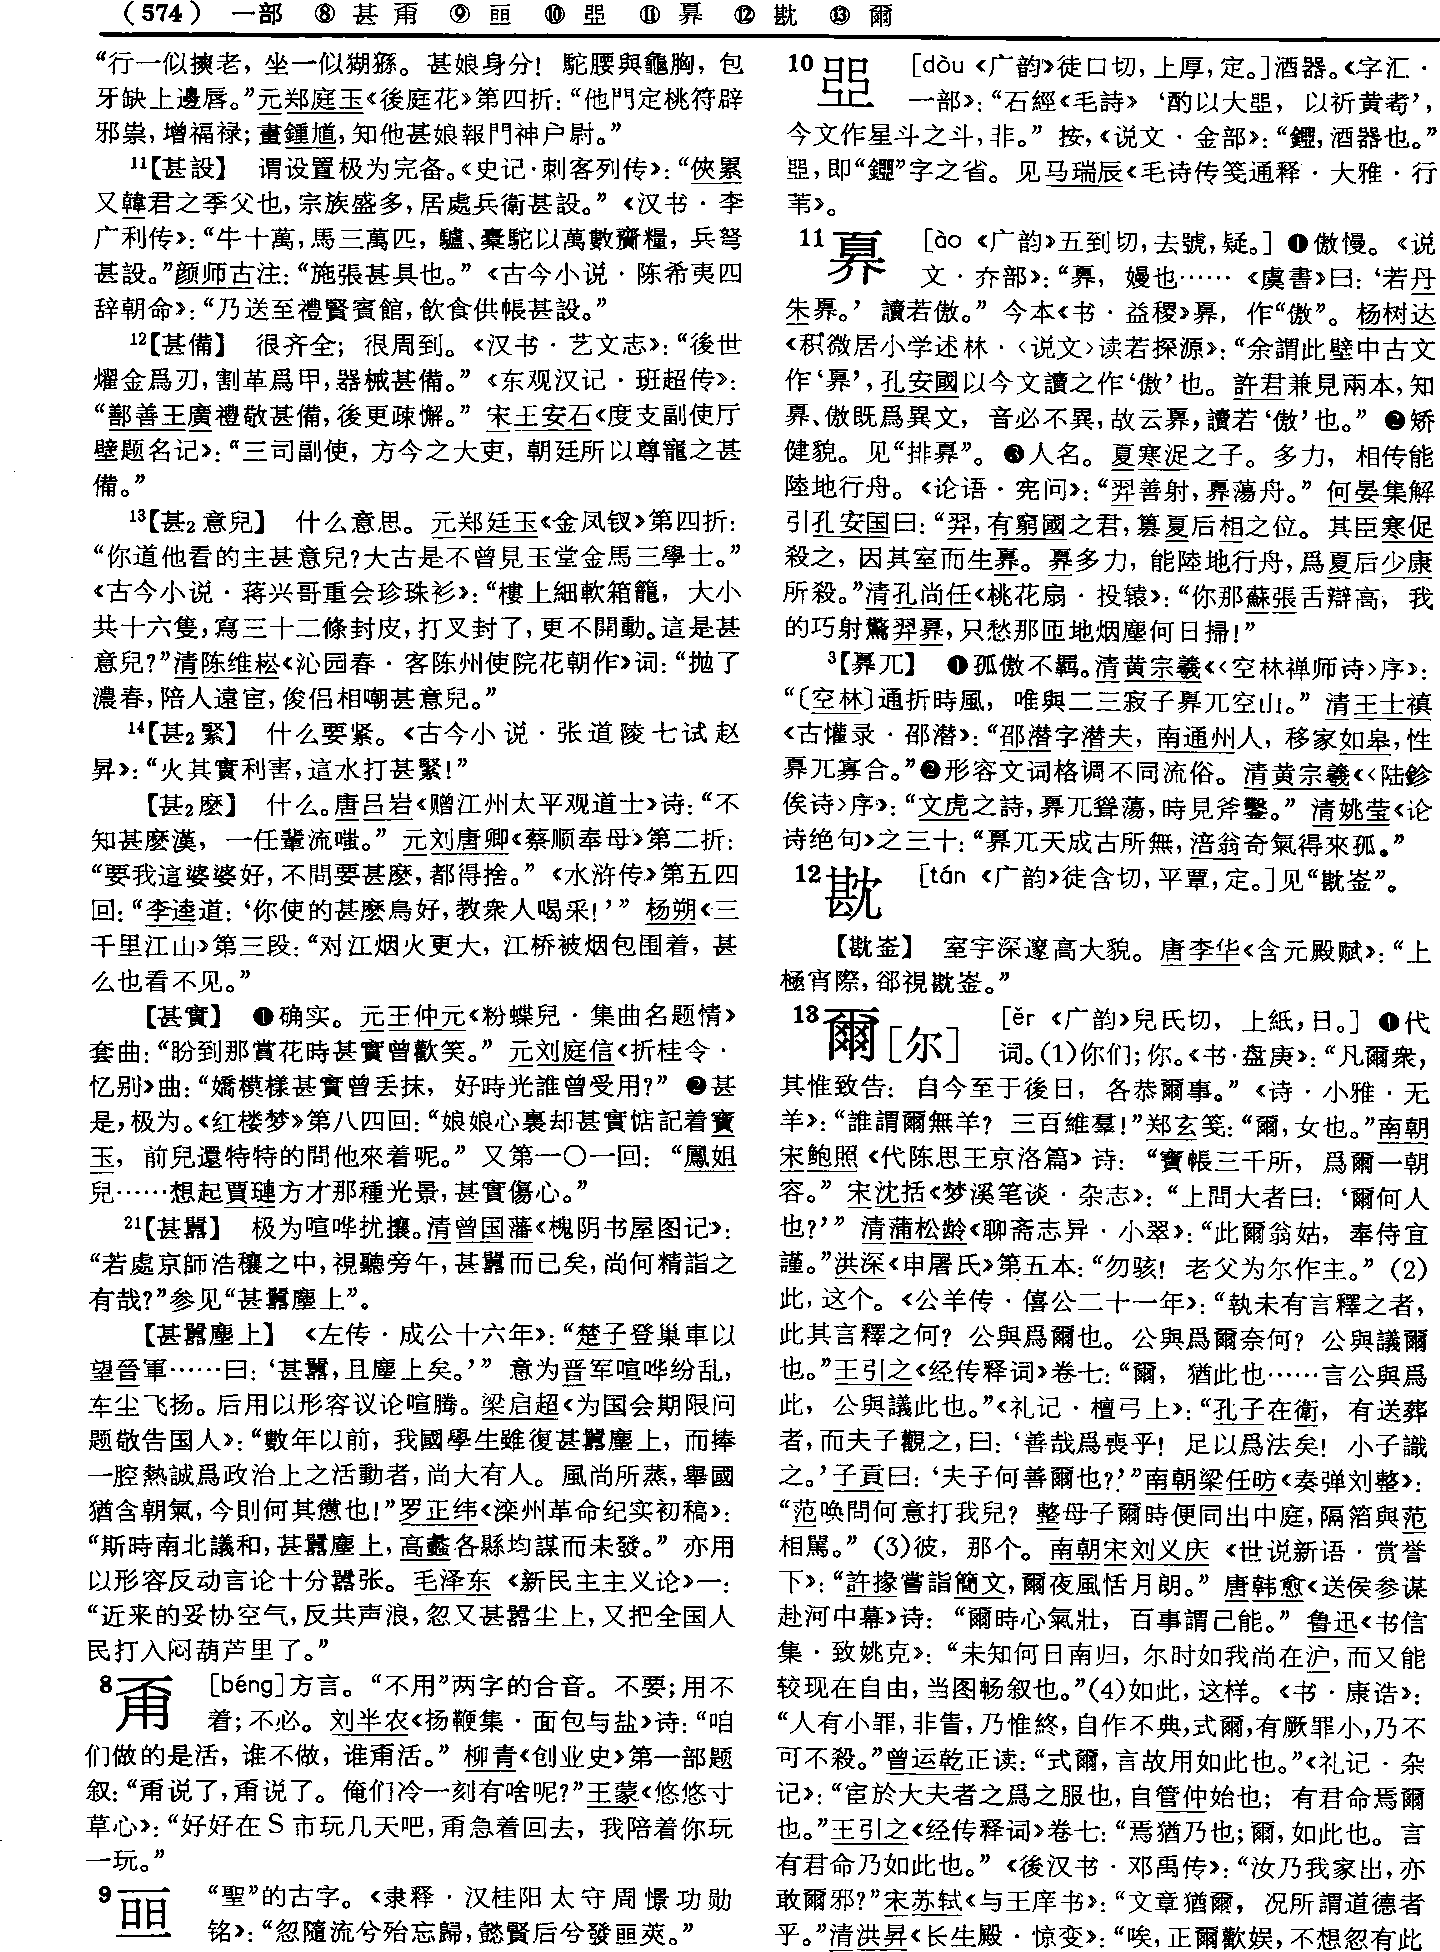 （574） 一部 ⑧甚甭 ⑨𠀾 ⑩㔶 ⑪奡 ⑫ ⑬爾
“行一似㨫老，坐一似猢猻。甚娘身分！駝腰與龜胸，包
牙缺上邊唇。”元郑庭玉《後庭花》第四折：“他門定桃符辟
邪祟，增福禄；畫鍾馗，知他甚娘報門神户尉。”
11【甚設】 谓设置极为完备。《史记·刺客列传》：“俠累
又韓君之季父也，宗族盛多，居處兵衛甚設。”《汉书·李
广利传》：“牛十萬，馬三萬匹，驢、橐駝以萬數齎糧，兵弩
甚設。”颜师古注：“施張甚具也。”《古今小说·陈希夷四
辞朝命》：“乃送至禮賢賓館，飲食供帳甚設。”
12【甚備】 很齐全；很周到。《汉书·艺文志》：“後世
燿金爲刃，割革爲甲，器械甚備。”《东观汉记·班超传》：
“鄯善王廣禮敬甚備，後更疎懈。”宋王安石《度支副使厅
壁题名记》：“三司副使，方今之大吏，朝廷所以尊寵之甚
備。”
13【甚₂意兒】 什么意思。元郑廷玉《金凤钗》第四折：
“你道他看的主甚意兒？大古是不曾見玉堂金馬三學士。”
《古今小说·蒋兴哥重会珍珠衫》：“樓上細軟箱籠，大小
共十六隻，寫三十二條封皮，打叉封了，更不開動。這是甚
意兒？”清陈维崧《沁园春·客陈州使院花朝作》词：“抛了
濃春，陪人遠宦，俊侣相嘲甚意兒。”
14【甚₂緊】 什么要紧。《古今小说·张道陵七试赵
昇》：“火其實利害，這水打甚緊！”
【甚₂麽】 什么。唐吕岩《赠江州太平观道士》诗：“不
知甚麽漢，一任輩流嗤。”元刘唐卿《蔡顺奉母》第二折：
“要我這婆婆好，不問要甚麽，都得捨。”《水浒传》第五四
回：“李逵道：‘你使的甚麽鳥好，教衆人喝采！’”杨朔《三
千里江山》第三段：“对江烟火更大，江桥被烟包围着，甚
么也看不见。”
【甚實】 ❶确实。元王仲元《粉蝶兒·集曲名题情》
套曲：“盼到那賞花時甚實曾歡笑。”元刘庭信《折桂令·
忆别》曲：“嬌模樣甚實曾丢抹，好時光誰曾受用？”❷甚
是，极为。《红楼梦》第八四回：“娘娘心裏却甚實惦記着寶
玉，前兒還特特的問他來着呢。”又第一〇一回：“鳳姐
兒……想起賈璉方才那種光景，甚實傷心。”
21【甚囂】 极为喧哗扰攘。清曾国藩《槐阴书屋图记》：
“若處京師浩穰之中，視聽旁午，甚囂而已矣，尚何精詣之
有哉？”参见“甚囂塵上”。
【甚囂塵上】 《左传·成公十六年》：“楚子登巢車以
望晉軍……曰：‘甚囂，且塵上矣。’”意为晋军喧哗纷乱，
车尘飞扬。后用以形容议论喧腾。梁启超《为国会期限问
题敬告国人》：“數年以前，我國學生雖復甚囂塵上，而捧
一腔熱誠爲政治上之活動者，尚大有人。風尚所蒸，舉國
猶含朝氣，今則何其憊也！”罗正纬《滦州革命纪实初稿》：
“斯時南北議和，甚囂塵上，高蠡各縣均謀而未發。”亦用
以形容反动言论十分嚣张。毛泽东《新民主主义论》一：
“近来的妥协空气，反共声浪，忽又甚嚣尘上，又把全国人
民打入闷葫芦里了。”
8 甭 [béng]方言。“不用”两字的合音。不要；用不
着；不必。刘半农《扬鞭集·面包与盐》诗：“咱
们做的是活，谁不做，谁甭活。”柳青《创业史》第一部题
叙：“甭说了，甭说了。俺们冷一刻有啥呢？”王蒙《悠悠寸
草心》：“好好在S市玩几天吧，甭急着回去，我陪着你玩
一玩。”
9 “聖”的古字。《隶释·汉桂阳太守周憬功勋
铭》：“忽隨流兮殆忘歸，懿賢后兮發𠀾莢。”
10 [dòu《广韵》徒口切，上厚，定。]酒器。《字汇·
一部》：“石經《毛詩》‘酌以大㔶，以祈黄耇’，
今文作星斗之斗，非。”按，《说文·金部》：“鋀，酒器也。”
即“”字之省。见马瑞辰《毛诗传笺通释·大雅·行
苇》。
11 奡 [ào《广韵》五到切，去號，疑。]❶傲慢。《说
文·夰部》：“奡，嫚也……《虞書》曰：‘若丹
朱奡。’讀若傲。”今本《书·益稷》奡，作“傲”。杨树达
《积微居小学述林·〈说文〉读若探源》：“余謂此壁中古文
作‘奡’，孔安國以今文讀之作‘傲’也。許君兼見兩本，知
奡、傲既爲異文，音必不異，故云奡，讀若‘傲’也。”❷矫
健貌。见“排奡”。❸人名。夏寒浞之子。多力，相传能
陸地行舟。《论语·宪问》：“羿善射，奡蕩舟。”何晏集解
引孔安国曰：“羿，有窮國之君，篡夏后相之位。其臣寒促
殺之，因其室而生奡。奡多力，能陸地行舟，爲夏后少康
所殺。”清孔尚任《桃花扇·投辕》：“你那蘇張舌辯高，我
的巧射驚羿奡，只愁那匝地烟塵何日掃！”
3【奡兀】 ❶孤傲不羁。清黄宗羲《〈空林禅师诗〉序》：
“〔空林〕通折時風，唯與二三寂子奡兀空山。”清王士禛
《古懽录·邵潜》：“邵潜字潜夫，南通州人，移家如皋，性
奡兀寡合。”❷形容文词格调不同流俗。清黄宗羲《〈陆鉁
俟诗〉序》：“文虎之詩，奡兀聳蕩，時見斧鑿。”清姚莹《论
诗绝句》之三十：“奡兀天成古所無，涪翁奇氣得來孤。”
12 [tán《广韵》徒含切，平覃，定。]见“崟”。
【崟】 室宇深邃高大貌。唐李华《含元殿赋》：“上
極宵際，郤視崟。”
13 爾[尔] [ěr《广韵》兒氏切，上紙，日。]❶代
词。(1)你们；你。《书·盘庚》：“凡爾衆，
其惟致告：自今至于後日，各恭爾事。”《诗·小雅·无
羊》：“誰謂爾無羊？三百維羣！”郑玄笺：“爾，女也。”南朝
宋鲍照《代陈思王京洛篇》诗：“寶帳三千所，爲爾一朝
容。”宋沈括《梦溪笔谈·杂志》：“上問大者曰：‘爾何人
也？’”清蒲松龄《聊斋志异·小翠》：“此爾翁姑，奉侍宜
謹。”洪深《申屠氏》第五本：“勿骇！老父为尔作主。”(2)
此，这个。《公羊传·僖公二十一年》：“執未有言釋之者，
此其言釋之何？公與爲爾也。公與爲爾奈何？公與議爾
也。”王引之《经传释词》卷七：“爾，猶此也……言公與爲
此，公與議此也。”《礼记·檀弓上》：“孔子在衛，有送葬
者，而夫子觀之，曰：‘善哉爲喪乎！足以爲法矣！小子識
之。’子貢曰：‘夫子何善爾也？’”南朝梁任昉《奏弹刘整》：
“范唤問何意打我兒？整母子爾時便同出中庭，隔箔與范
相罵。”(3)彼，那个。南朝宋刘义庆《世说新语·赏誉
下》：“許掾嘗詣簡文，爾夜風恬月朗。”唐韩愈《送侯参谋
赴河中幕》诗：“爾時心氣壯，百事謂己能。”鲁迅《书信
集·致姚克》：“未知何日南归，尔时如我尚在沪，而又能
较现在自由，当图畅叙也。”(4)如此，这样。《书·康诰》：
“人有小罪，非眚，乃惟終，自作不典，式爾，有厥罪小，乃不
可不殺。”曾运乾正读：“式爾，言故用如此也。”《礼记·杂
记》：“宦於大夫者之爲之服也，自管仲始也；有君命焉爾
也。”王引之《经传释词》卷七：“焉猶乃也；爾，如此也。言
有君命乃如此也。”《後汉书·邓禹传》：“汝乃我家出，亦
敢爾邪？”宋苏轼《与王庠书》：“文章猶爾，况所謂道德者
乎。”清洪昇《长生殿·惊变》：“唉，正爾歡娱，不想忽有此